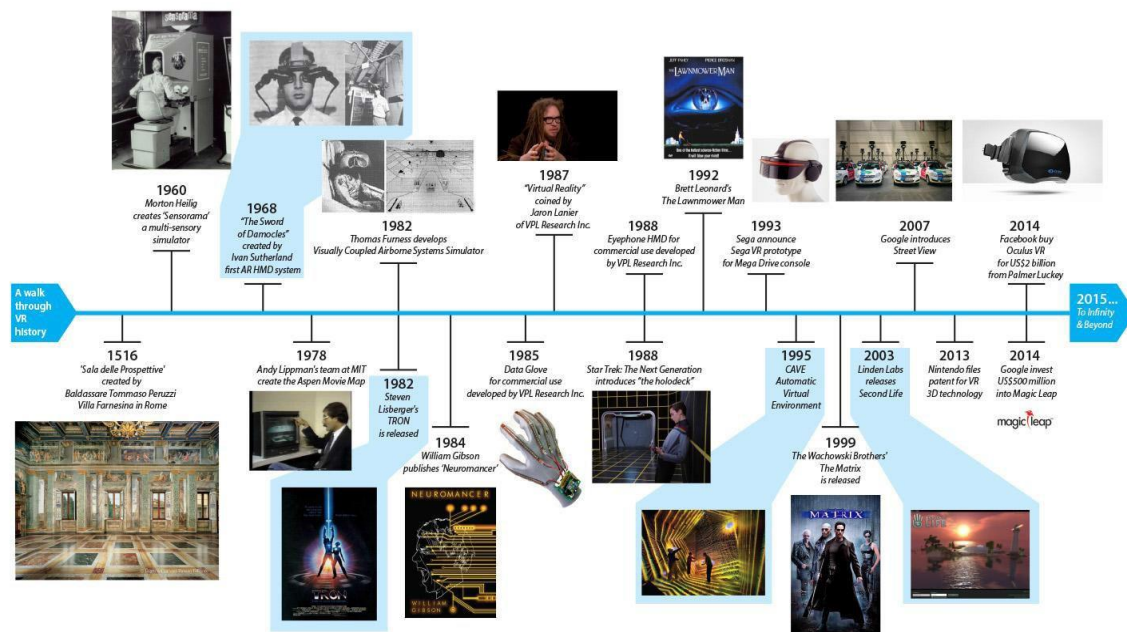 A walk
through
VR
history
1516
'Sala delle Prospettive'
created by
Baldassare Tommaso Peruzzi
Villa Farnesina in Rome
1960
Morton Heilig
creates 'Sensorama'
a multi-sensory
simulator
1968
"The Sword
of Damocles"
created by
Ivan Sutherland
first AR HMD system
1978
Andy Lippman's team at MIT
create the Aspen Movie Map
1982
Thomas Furness develops
Visually Coupled Airborne Systems Simulator
1982
Steven
Lisberger's
TRON
is released
TRON
1984
William Gibson
publishes 'Neuromancer'
NEUROMANCER
WILLIAM
GIBSON
1985
Data Glove
for commercial use
developed by VPL Research Inc.
1987
"Virtual Reality"
coined by
Jaron Lanier
of VPL Research Inc.
1988
Eyephone HMD for
commercial use developed
by VPL Research Inc.
1988
Star Trek: The Next Generation
introduces "the holodeck"
JEFF FAHEY PIERCE BROSNAN
THE LAWNMOWER MAN
1992
Brett Leonard's
The Lawnmower Man
1993
Sega announce
Sega VR prototype
for Mega Drive console
1995
CAVE
Automatic
Virtual
Environment
1999
The Wachowski Brothers'
The Matrix
is released
MATRIX
2003
Linden Labs
releases
Second Life
2007
Google introduces
Street View
2013
Nintendo files
patent for VR
3D technology
2014
Facebook buy
Oculus VR
for US$2 billion
from Palmer Luckey
2014
Google invest
US$500 million
into Magic Leap
magic leap
2015...
To Infinity
& Beyond